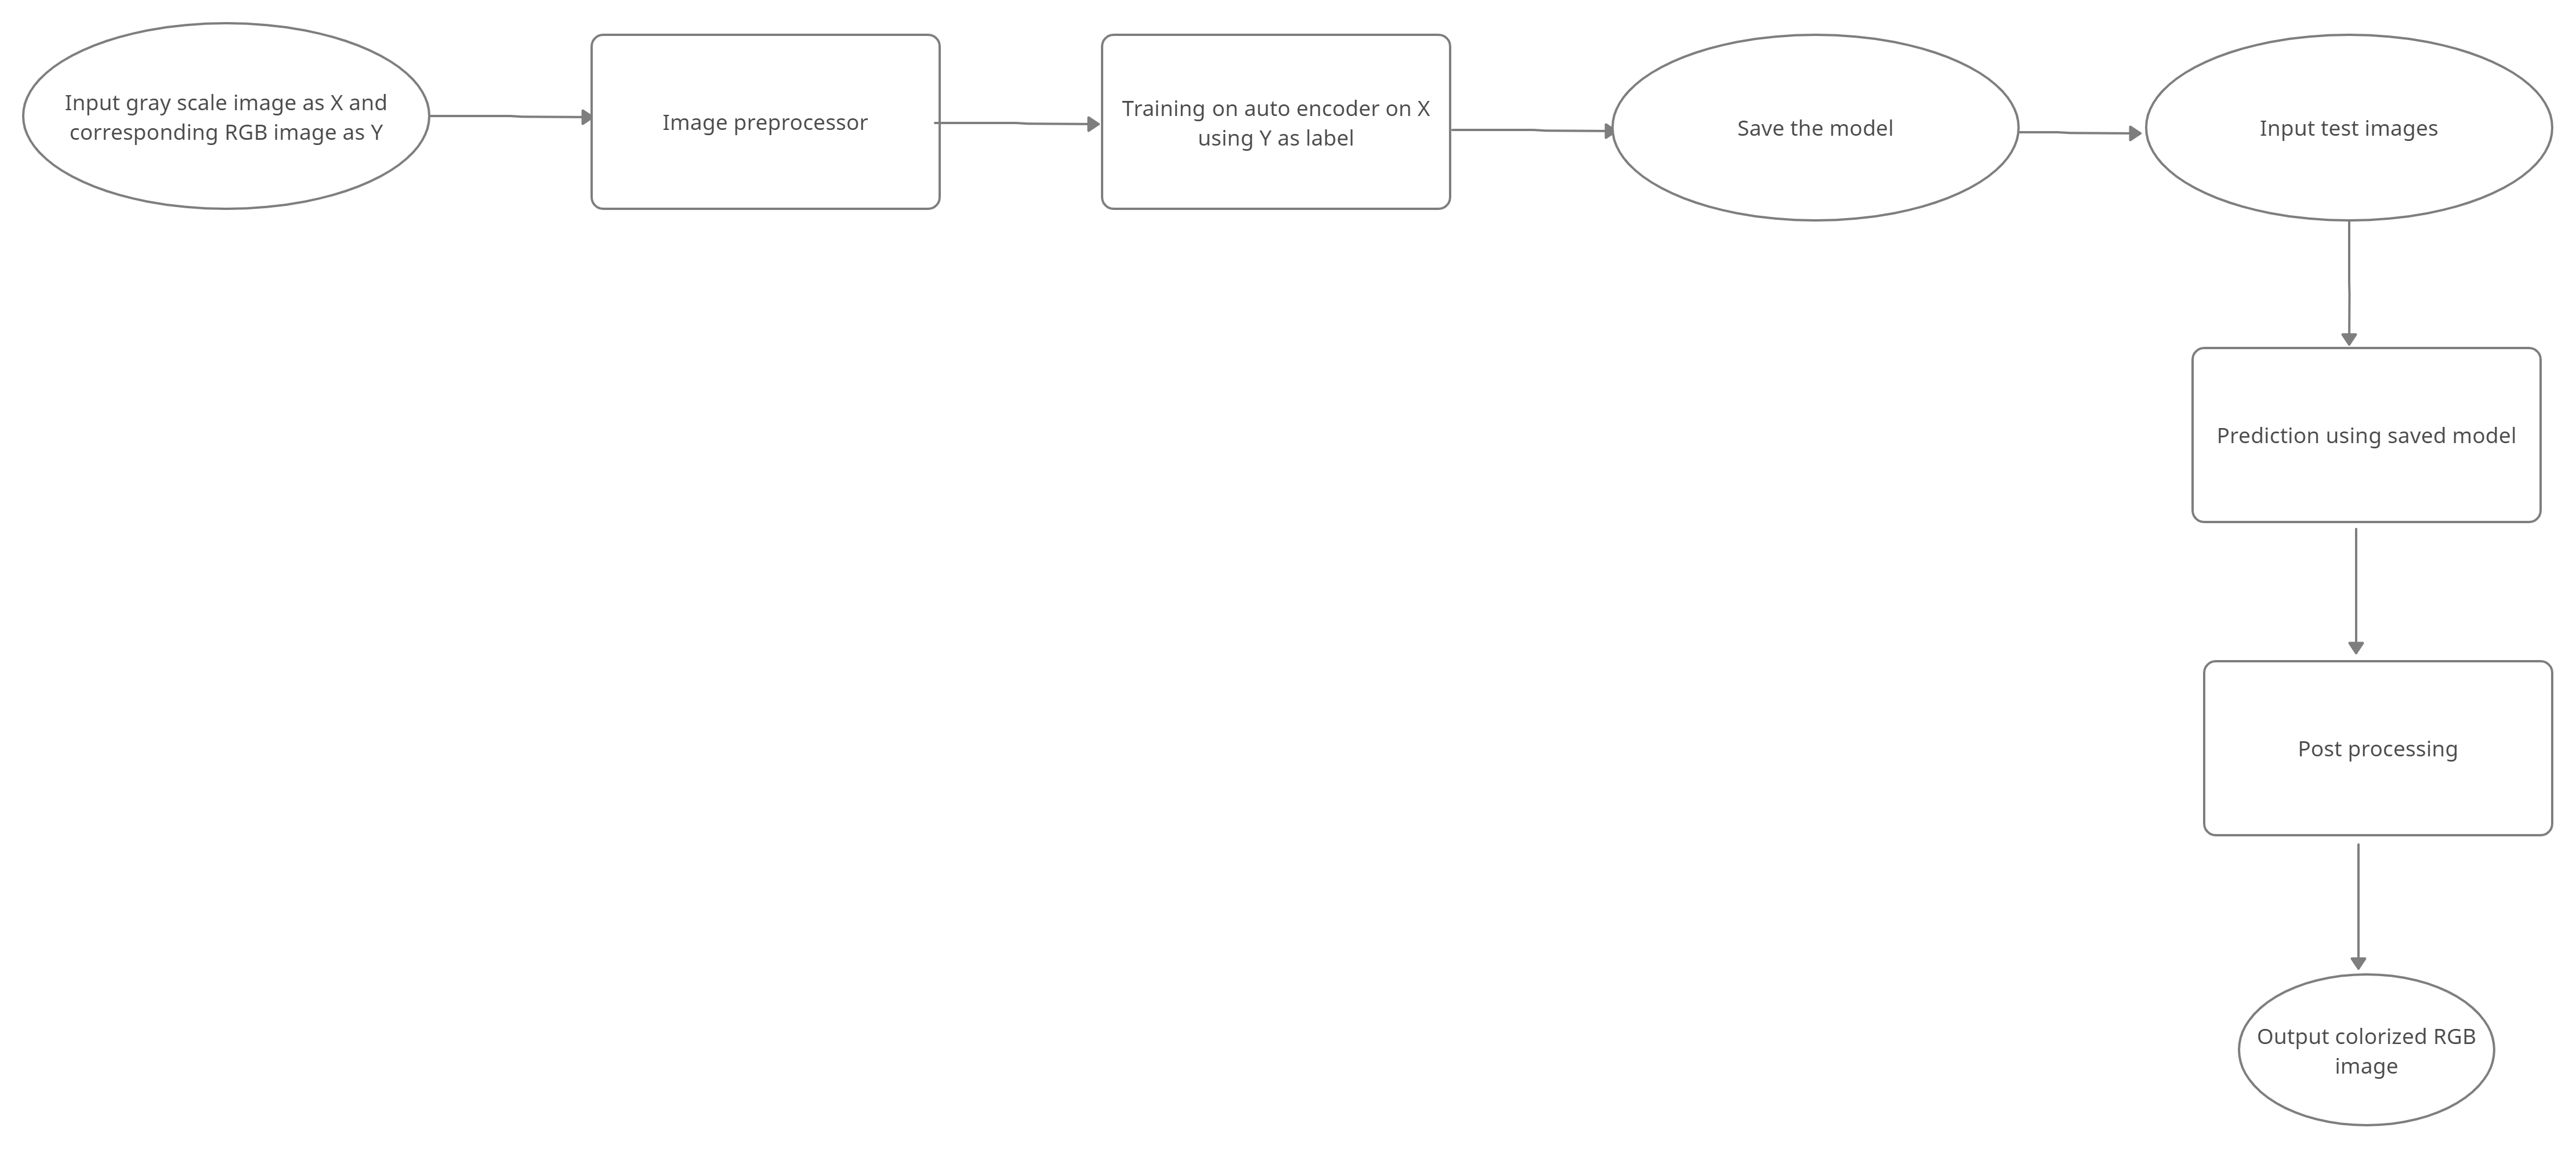 Input gray scale image as X and
corresponding RGB image as Y
Image preprocessor
Training on auto encoder on X
using Y as label
Save the model
Input test images
Prediction using saved model
Post processing
Output colorized RGB
image